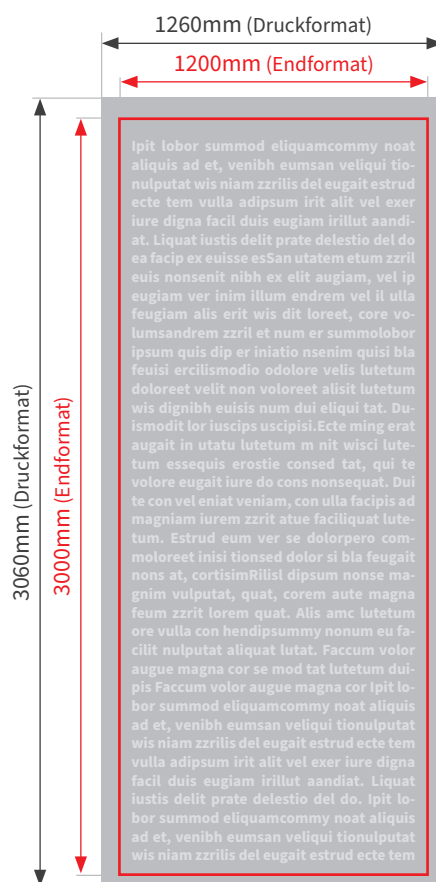 1260mm (Druckformat)
1200mm (Endformat)
3060mm (Druckformat)
3000mm (Endformat)
Ipit lobor summod eliquamcommy noat
aliquis ad et, venibh eumsan veliqui tio-
nulputat wis niam zzrilis del eugait estrud
ecte tem vulla adipsum irit alit vel exer
iure digna facil duis eugiam irillut aandi-
at. Liquat iustis delit prate delestio del do
ea facip ex euisse esSan utatem etum zzril
euis nonsenit nibh ex elit augiam, vel ip
eugiam ver inim illum endrem vel il ulla
feugiam alis erit wis dit loreet, core vo-
lumsandrem zzril et num er summolobor
ipsum quis dip er iniatio nsenim quisi bla
feuisi ercilismodio odolore velis lutetum
doloreet velit non voloreet alisit lutetum
wis dignibh euisis num dui eliqui tat. Du-
ismodit lor iuscips uscipisi.Ecte ming erat
augait in utatu lutetum m nit wisci lute-
tum essequis erostie consed tat, qui te
volore eugait iure do cons nonsequat. Dui
te con vel eniat veniam, con ulla facipis ad
magniam iurem zzrit atue faciliquat lute-
tum. Estrud eum ver se dolorpero com-
moloreet inisi tionsed dolor si bla feugait
nons at, cortisimRilisl dipsum nonse ma-
gnim vulputat, quat, corem aute magna
feum zzrit lorem quat. Alis amc lutetum
ore vulla con hendipsummy nonum eu fa-
cilit nulputat aliquat lutat. Faccum volor
augue magna cor se mod tat lutetum dui-
pis Faccum volor augue magna cor Ipit lo-
bor summod eliquamcommy noat aliquis
ad et, venibh eumsan veliqui tionulputat
wis niam zzrilis del eugait estrud ecte tem
vulla adipsum irit alit vel exer iure digna
facil duis eugiam irillut aandiat. Liquat
iustis delit prate delestio del do. Ipit lo-
bor summod eliquamcommy noat aliquis
ad et, venibh eumsan veliqui tionulputat
wis niam zzrilis del eugait estrud ecte tem